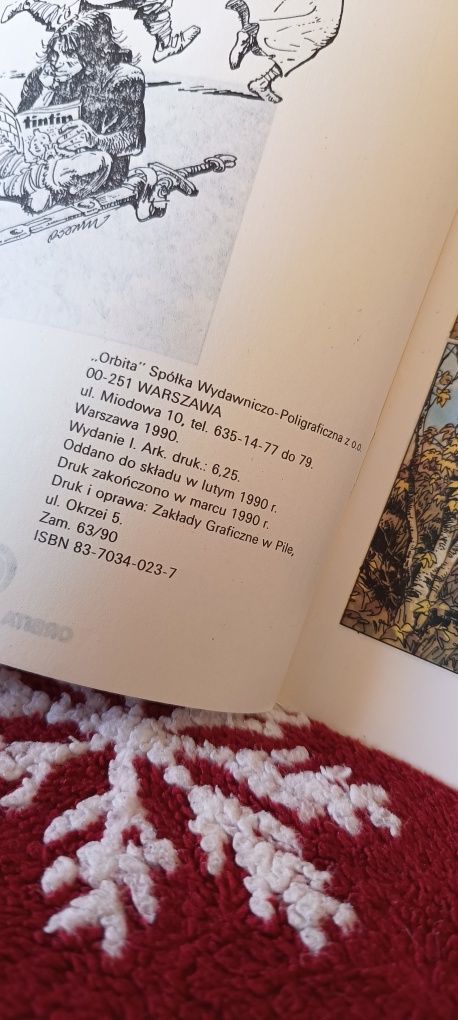 tintin
„Orbita” Spółka Wydawniczo-Poligraficzna z o.o.
00-251 WARSZAWA
ul. Miodowa 10, tel. 635-14-77 do 79.
Warszawa 1990.
Wydanie I. Ark. druk.: 6,25.
Oddano do składu w lutym 1990 r.
Druk zakończono w marcu 1990 r.
Druk i oprawa: Zakłady Graficzne w Pile,
ul. Okrzei 5.
Zam. 63/90
ISBN 83-7034-023-7